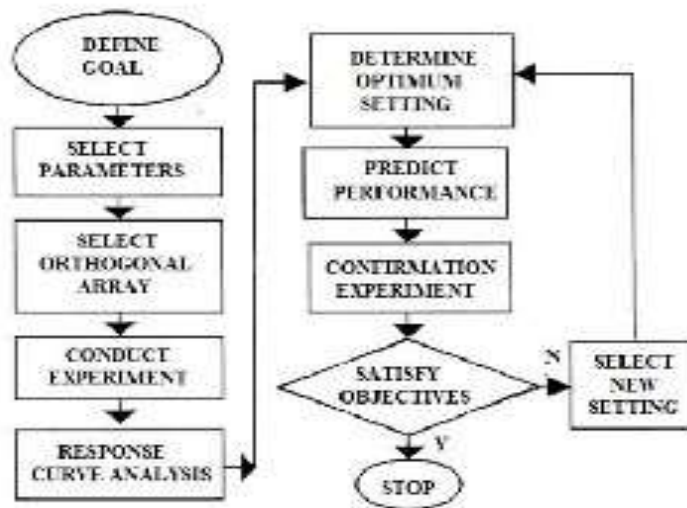 DEFINE
GOAL
SELECT
PARAMETERS
SELECT
ORTHOGONAL
ARRAY
CONDUCT
EXPERIMENT
RESPONSE
CURVE ANALYSIS
DETERMINE
OPTIMUM
SETTING
PREDICT
PERFORMANCE
CONFIRMATION
EXPERIMENT
SATISFY
OBJECTIVES
N
SELECT
NEW
SETTING
Y
STOP